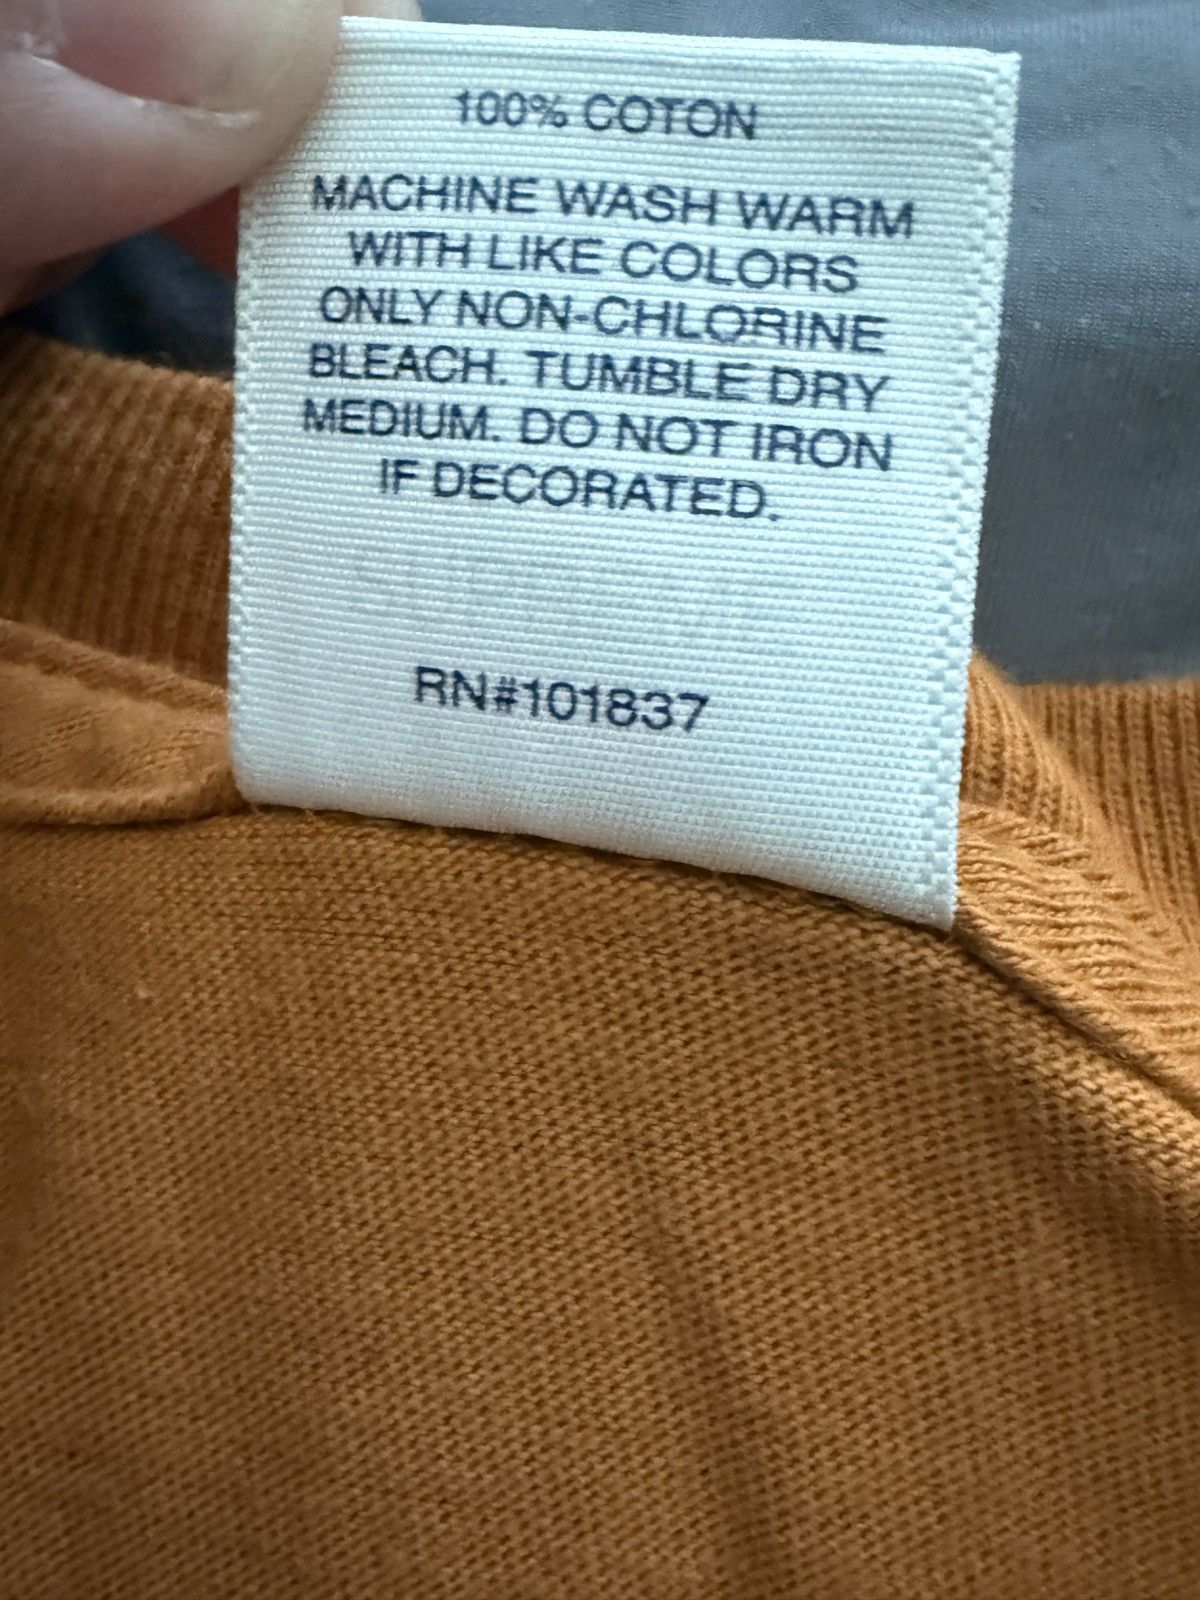 100% COTON
MACHINE WASH WARM
WITH LIKE COLORS
ONLY NON-CHLORINE
BLEACH. TUMBLE DRY
MEDIUM. DO NOT IRON
IF DECORATED.
RN#101837